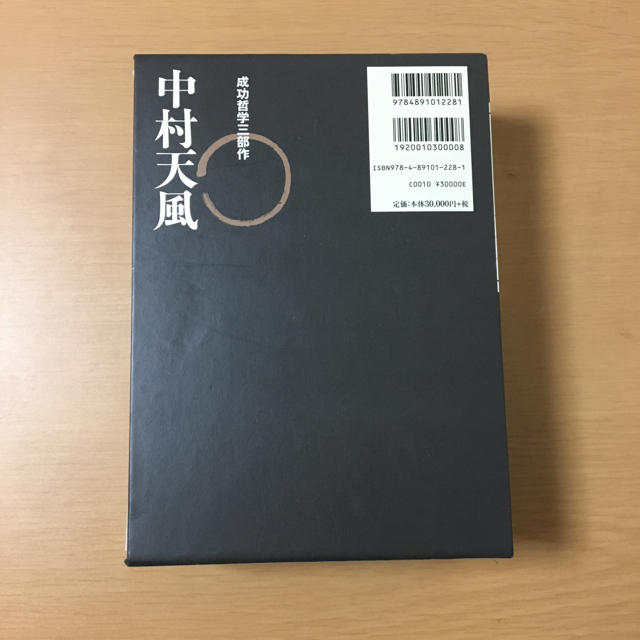 中村天風
成功哲学三部作
9784891012281
1920010300008
ISBN978-4-89101-228-1
C0010 ¥30000E
定価:本体30,000円+税